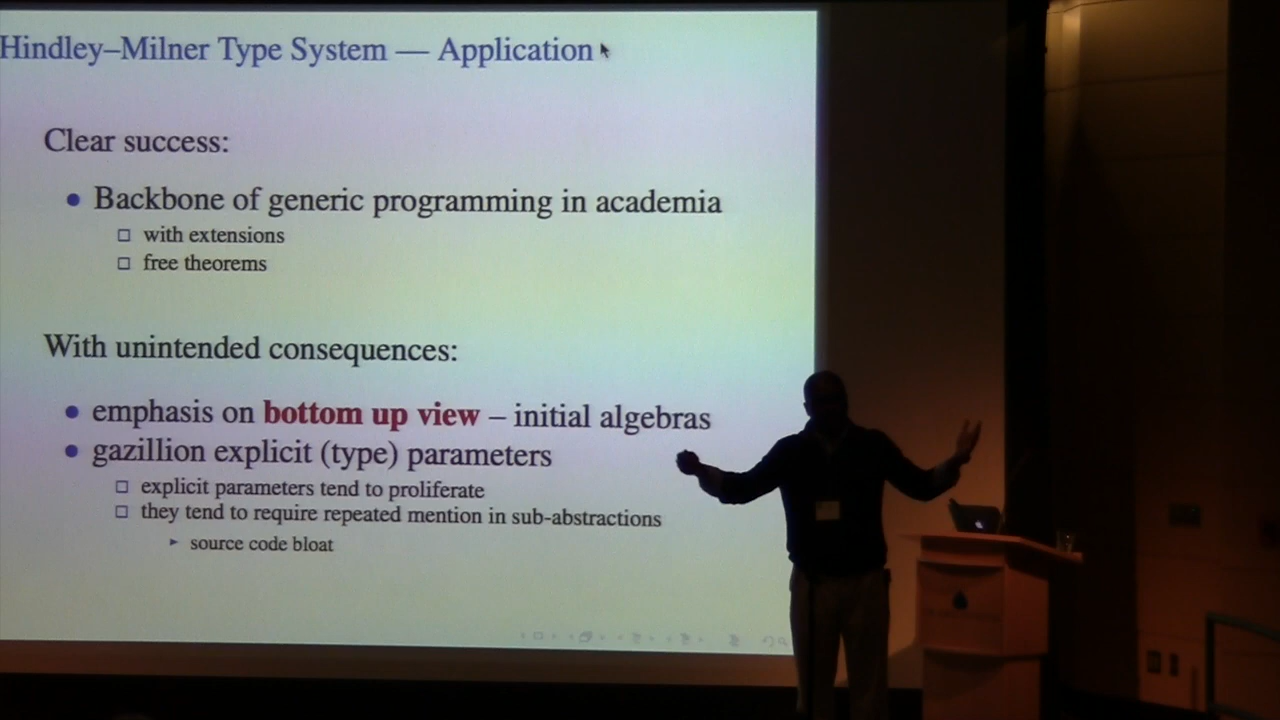 Hindley–Milner Type System — Application
Clear success:
Backbone of generic programming in academia
with extensions
free theorems
With unintended consequences:
emphasis on bottom up view – initial algebras
gazillion explicit (type) parameters
explicit parameters tend to proliferate
they tend to require repeated mention in sub-abstractions
source code bloat